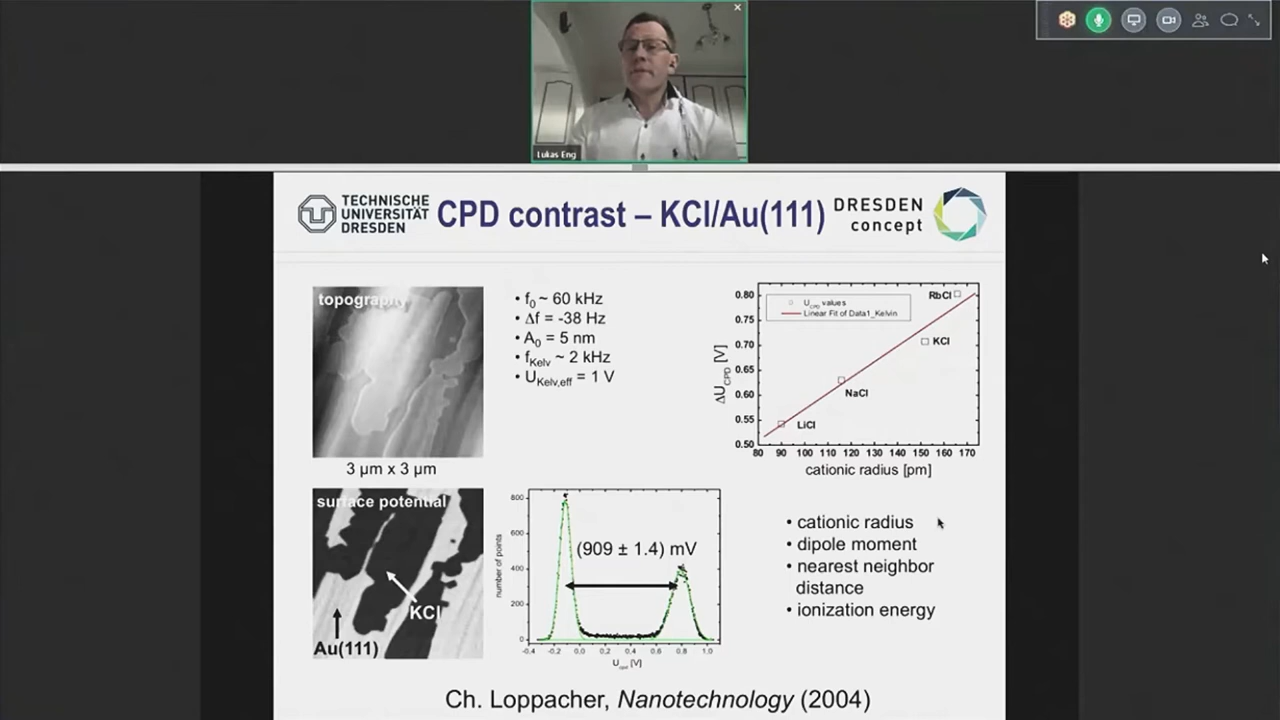 Lukas Eng
TECHNISCHE
UNIVERSITÄT
DRESDEN
CPD contrast – KCl/Au(111)
DRESDEN
concept
topography
3 µm x 3 µm
• f0 ~ 60 kHz
• Δf = -38 Hz
• A0 = 5 nm
• fKelv ~ 2 kHz
• UKelv,eff = 1 V
UCPD values
Linear Fit of Data1_Kelvin
RbCl
KCl
NaCl
LiCl
0.80
0.75
0.70
0.65
0.60
0.55
0.50
ΔUCPD [V]
80 90 100 110 120 130 140 150 160 170
cationic radius [pm]
surface potential
KCl
Au(111)
800
600
400
200
0
number of points
(909 ± 1.4) mV
-0.4 -0.2 0.0 0.2 0.4 0.6 0.8 1.0
Ucpd [V]
• cationic radius
• dipole moment
• nearest neighbor
distance
• ionization energy
Ch. Loppacher, Nanotechnology (2004)